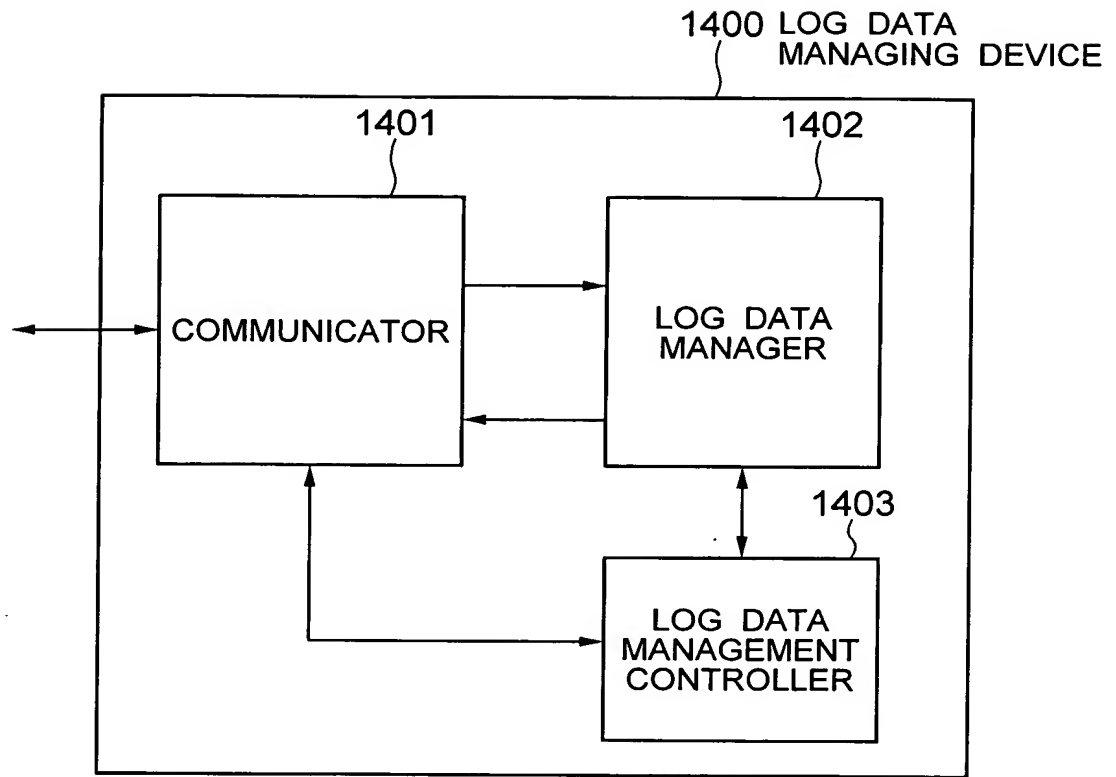 1400 LOG DATA
MANAGING DEVICE
1401
1402
COMMUNICATOR
LOG DATA
MANAGER
1403
LOG DATA
MANAGEMENT
CONTROLLER